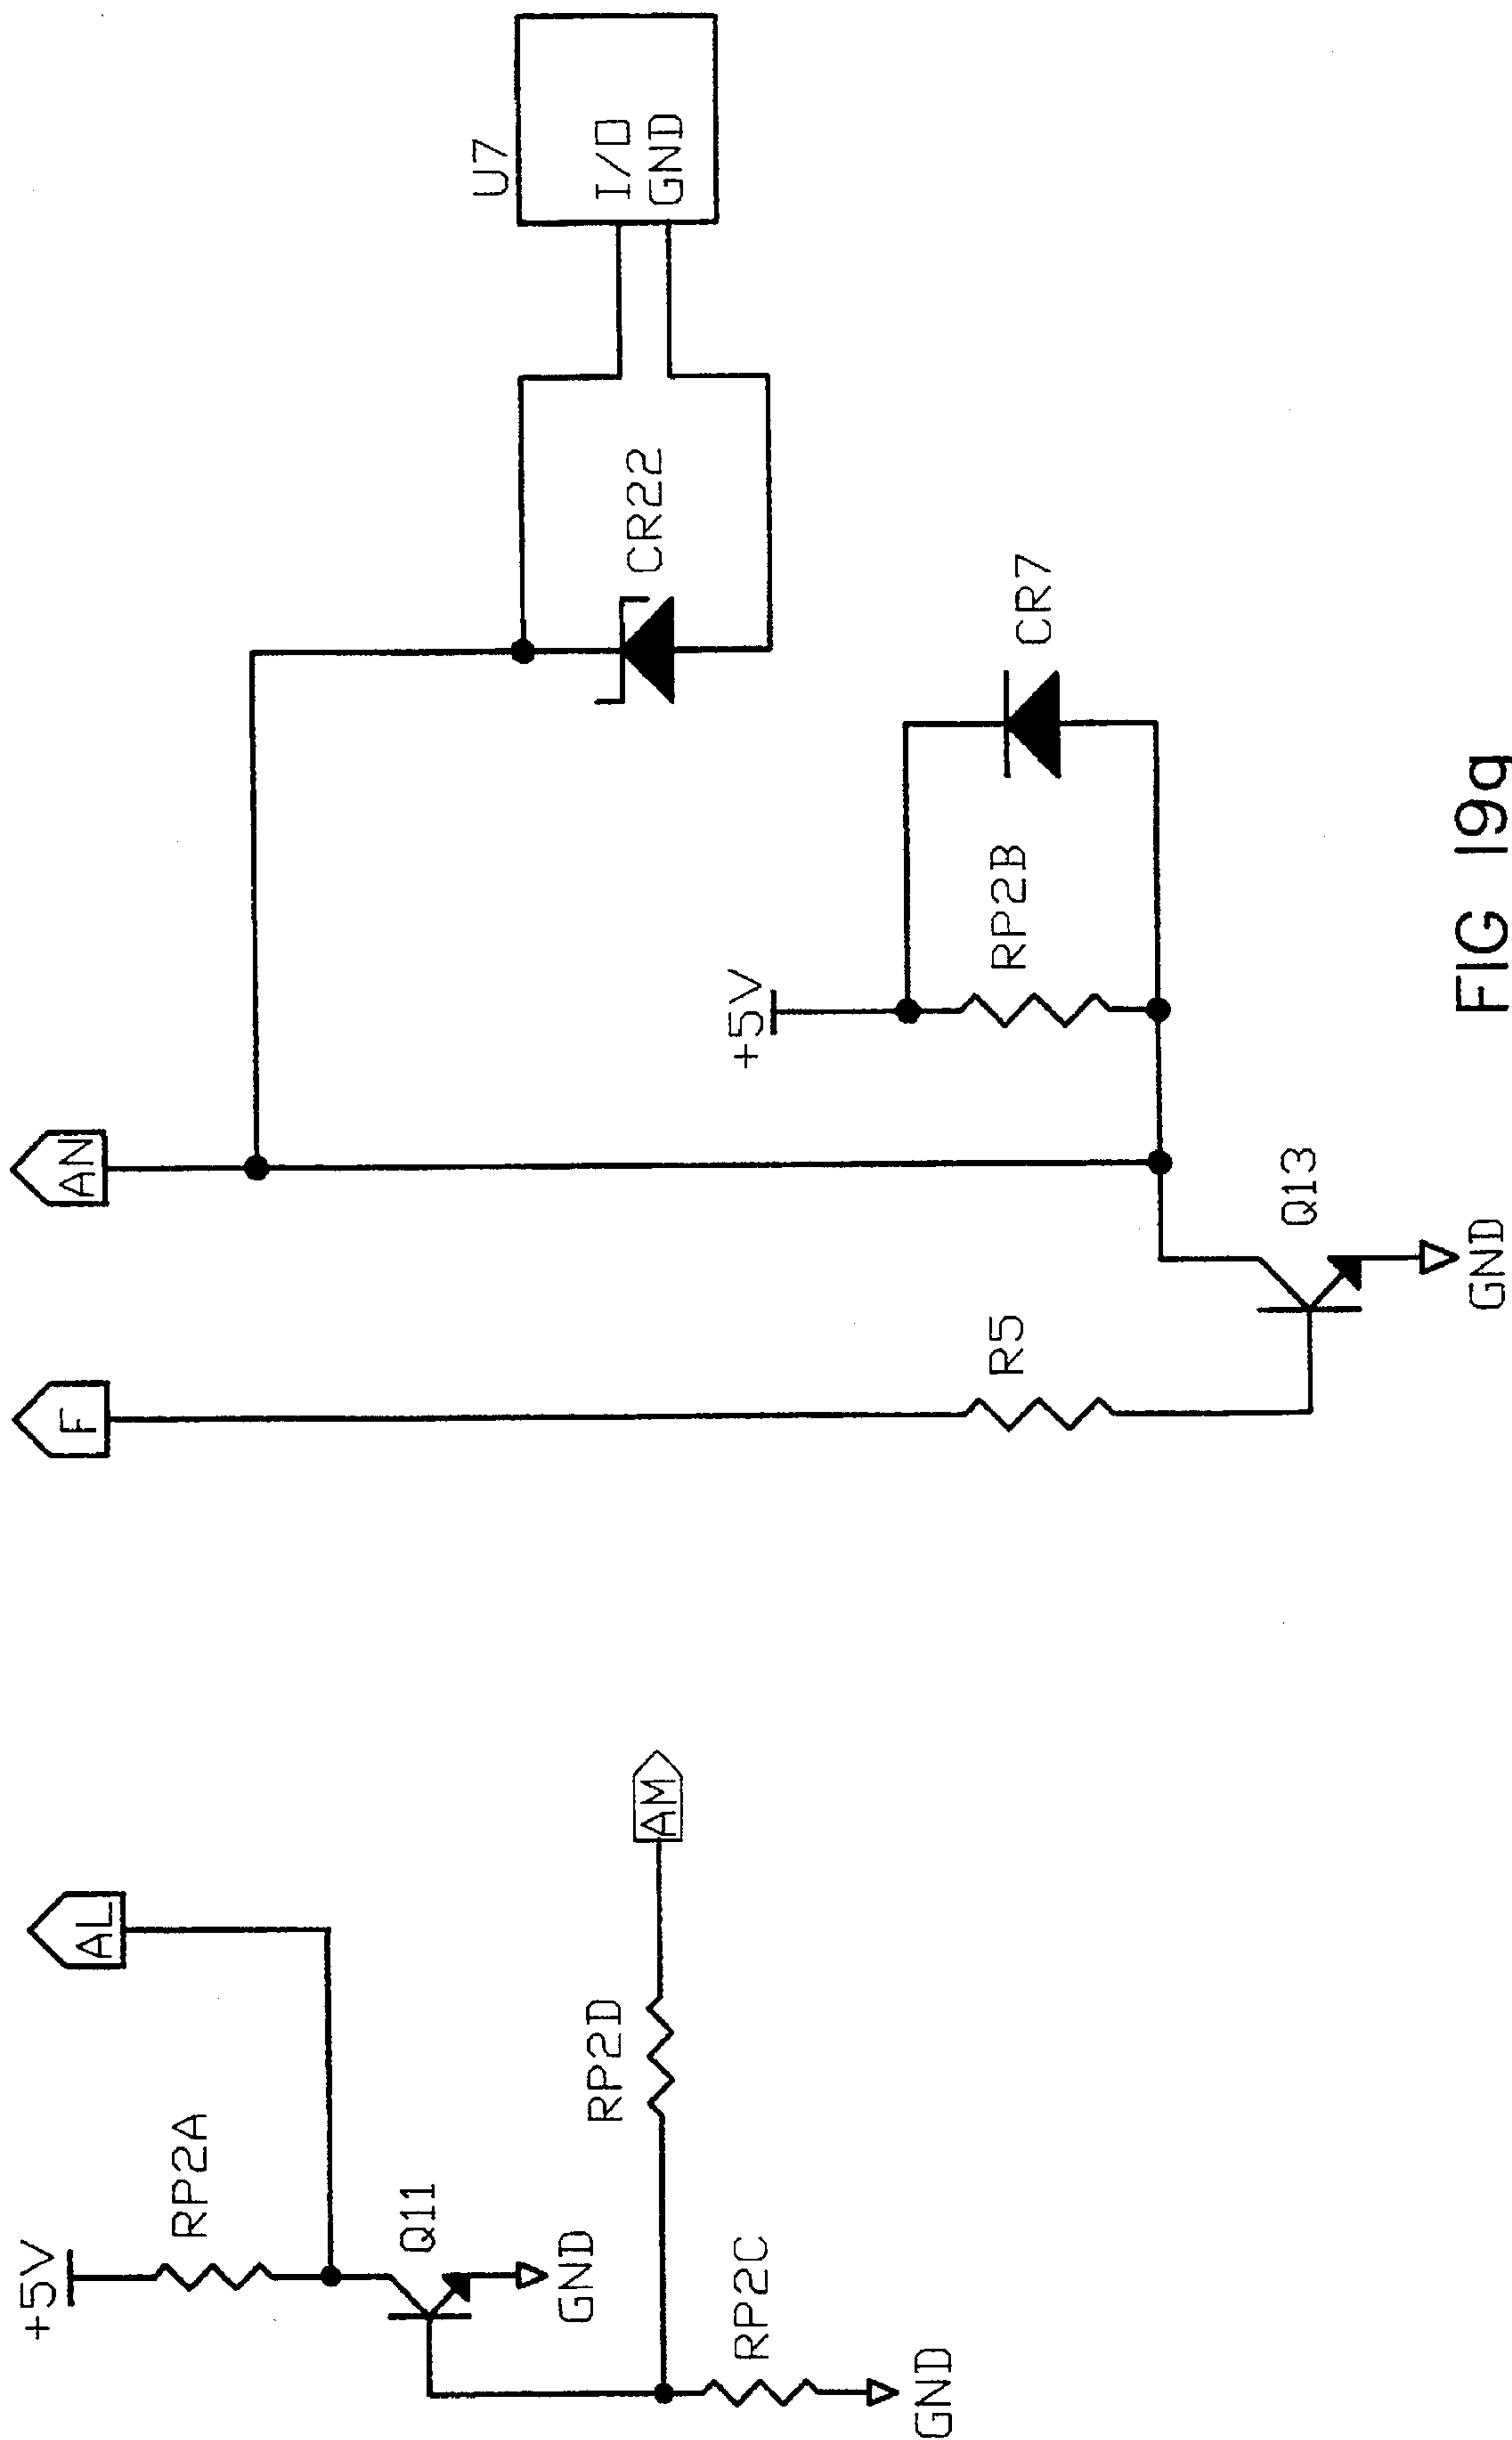 +5V
AL
F
AN
RP2A
Q11
U7
GND
RP2D
I/O
CR22
AM
GND
+5V
RP2C
GND
R5
RP2B
CR7
Q13
GND
FIG 19q